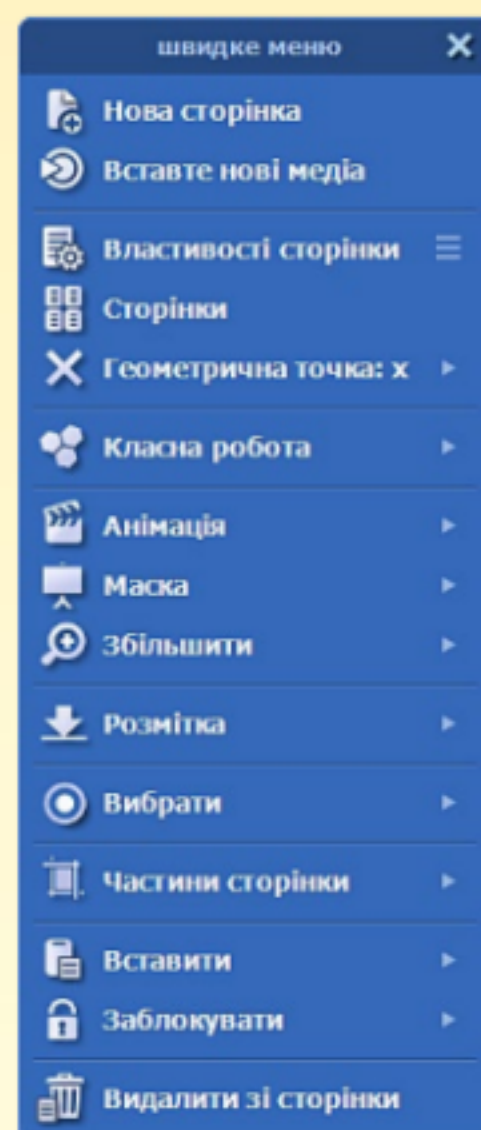 швидке меню
Нова сторінка
Вставте нові медіа
Властивості сторінки
Сторінки
Геометрична точка: x
Класна робота
Анімація
Маска
Збільшити
Розмітка
Вибрати
Частини сторінки
Вставити
Заблокувати
Видалити зі сторінки